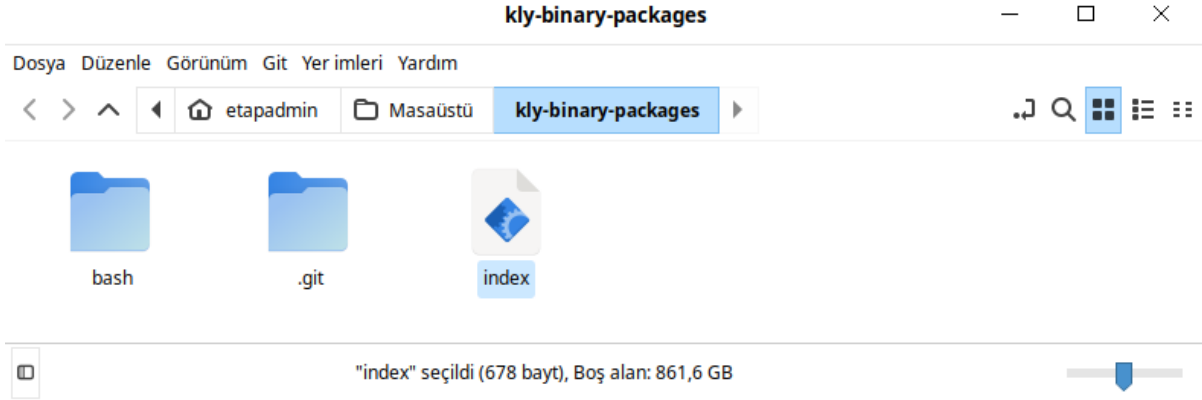 kly-binary-packages
Dosya Düzenle Görünüm Git Yer imleri Yardım
etapadmin Masaüstü kly-binary-packages
bash .git index
"index" seçildi (678 bayt), Boş alan: 861,6 GB